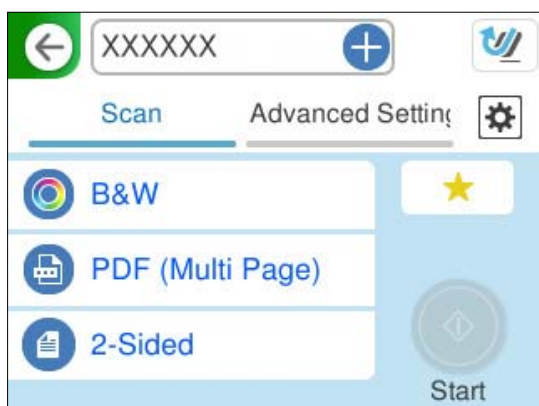 XXXXXX
Scan
Advanced Setting
B&W
PDF (Multi Page)
2-Sided
Start